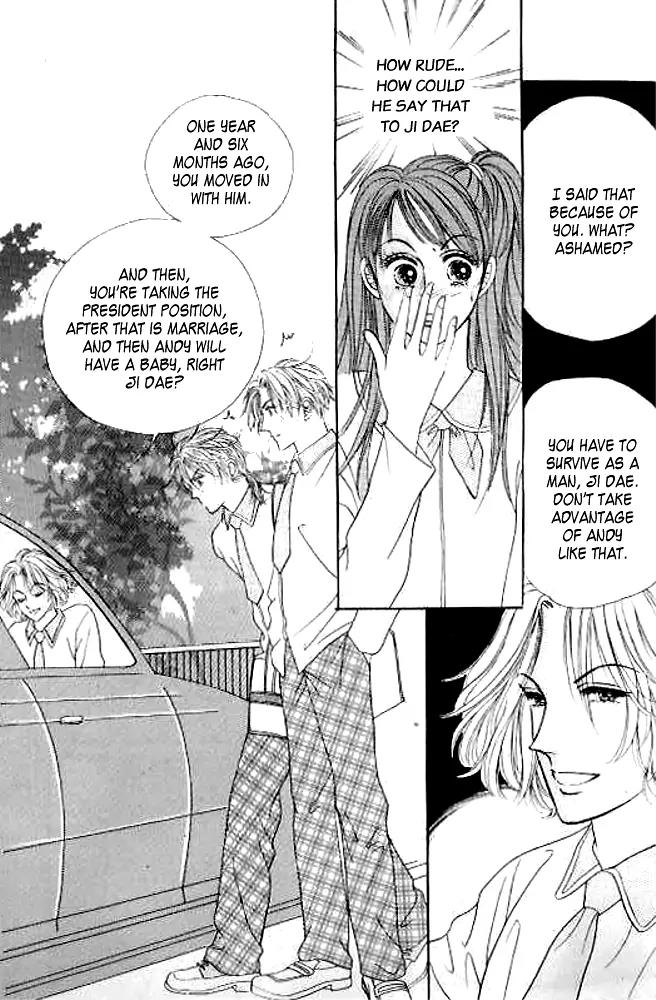 ONE YEAR
AND SIX
MONTHS AGO,
YOU MOVED IN
WITH HIM.
AND THEN,
YOU'RE TAKING THE
PRESIDENT POSITION,
AFTER THAT IS MARRIAGE,
AND THEN ANDY WILL
HAVE A BABY, RIGHT
JI DAE?
HOW RUDE...
HOW COULD
HE SAY THAT
TO JI DAE?
I SAID THAT
BECAUSE OF
YOU. WHAT?
ASHAMED?
YOU HAVE TO
SURVIVE AS A
MAN, JI DAE.
DON'T TAKE
ADVANTAGE
OF ANDY
LIKE THAT.